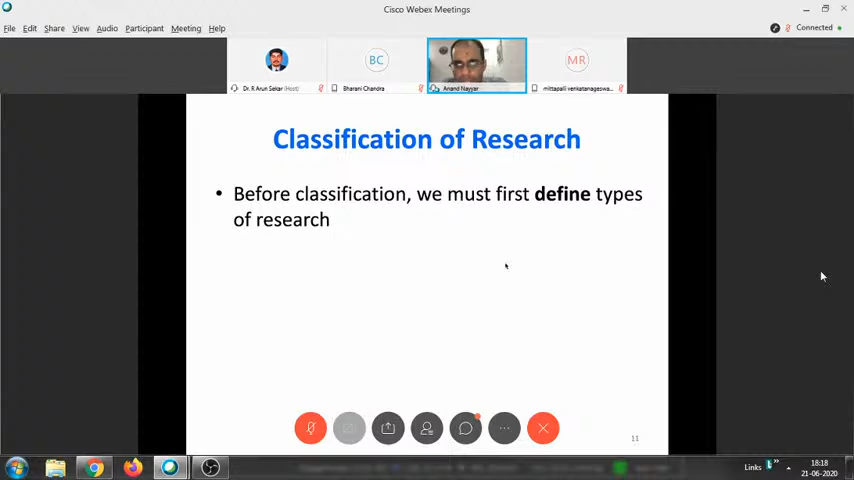 Cisco Webex Meetings
File Edit Share View Audio Participant Meeting Help
Connected
BC
MR
Dr. R Arun Sekar (Host)
Bharani Chandra
Anand Nayyar
mittapalli venkatanageswa...
Classification of Research
• Before classification, we must first define types
of research
11
Links
18:18
21-06-2020